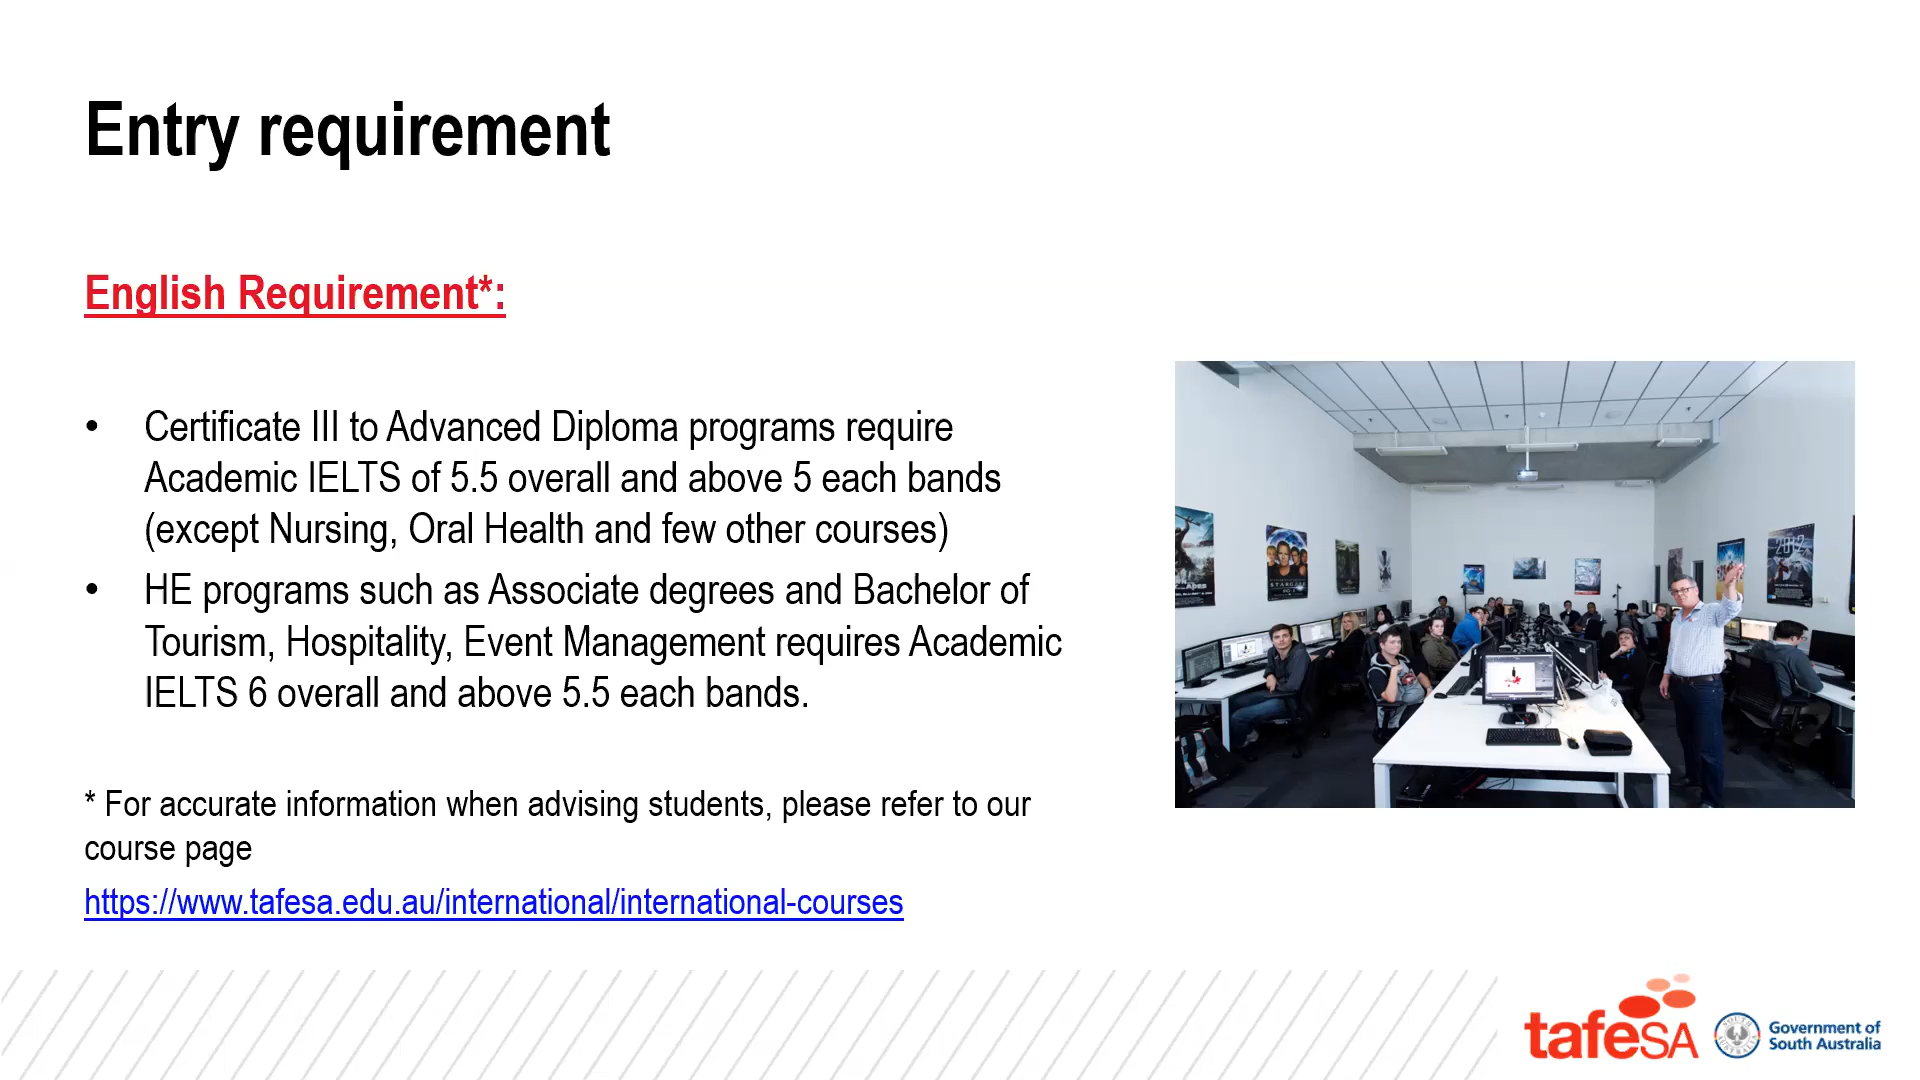 Entry requirement
English Requirement*:
• Certificate III to Advanced Diploma programs require
Academic IELTS of 5.5 overall and above 5 each bands
(except Nursing, Oral Health and few other courses)
• HE programs such as Associate degrees and Bachelor of
Tourism, Hospitality, Event Management requires Academic
IELTS 6 overall and above 5.5 each bands.
* For accurate information when advising students, please refer to our
course page
https://www.tafesa.edu.au/international/international-courses
STARGATE
2012
tafeSA
Government of
South Australia